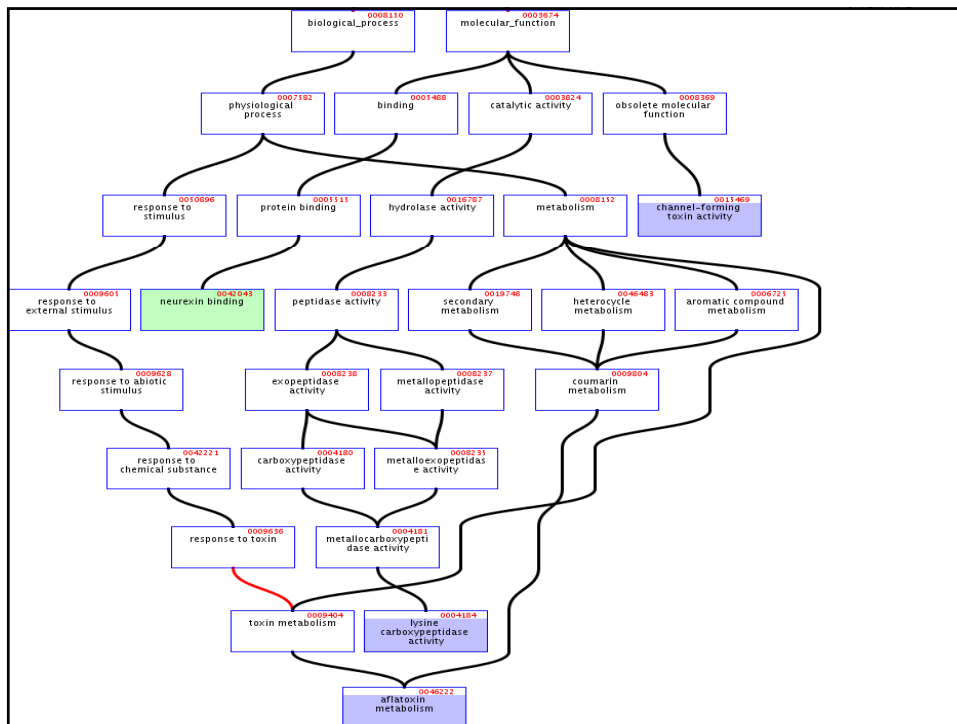 0008150
biological_process
0003674
molecular_function
0007582
physiological
process
0005488
binding
0003824
catalytic activity
0008369
obsolete molecular
function
0050896
response to
stimulus
0005515
protein binding
0016787
hydrolase activity
0008152
metabolism
0015469
channel-forming
toxin activity
0009605
response to
external stimulus
0042043
neurexin binding
0008233
peptidase activity
0019748
secondary
metabolism
0046483
heterocycle
metabolism
0006725
aromatic compound
metabolism
0009628
response to abiotic
stimulus
0008238
exopeptidase
activity
0008237
metallopeptidase
activity
0009804
coumarin
metabolism
0042221
response to
chemical substance
0004180
carboxypeptidase
activity
0008235
metalloexopeptidas
e activity
0009636
response to toxin
0004181
metallocarboxypepti
dase activity
0009404
toxin metabolism
0004184
lysine
carboxypeptidase
activity
0046222
aflatoxin
metabolism